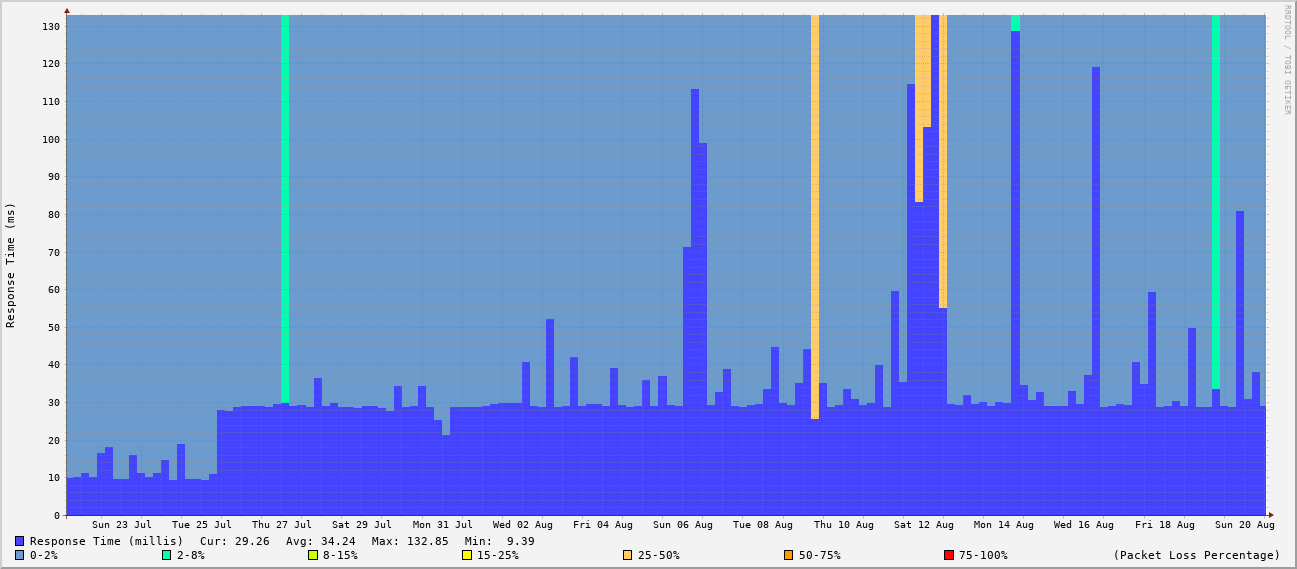 RRDTOOL / TOBI OETIKER
Response Time (ms)
130
120
110
100
90
80
70
60
50
40
30
20
10
0
Sun 23 Jul Tue 25 Jul Thu 27 Jul Sat 29 Jul Mon 31 Jul Wed 02 Aug Fri 04 Aug Sun 06 Aug Tue 08 Aug Thu 10 Aug Sat 12 Aug Mon 14 Aug Wed 16 Aug Fri 18 Aug Sun 20 Aug
Response Time (millis) Cur: 29.26 Avg: 34.24 Max: 132.85 Min: 9.39
0-2% 2-8% 8-15% 15-25% 25-50% 50-75% 75-100% (Packet Loss Percentage)